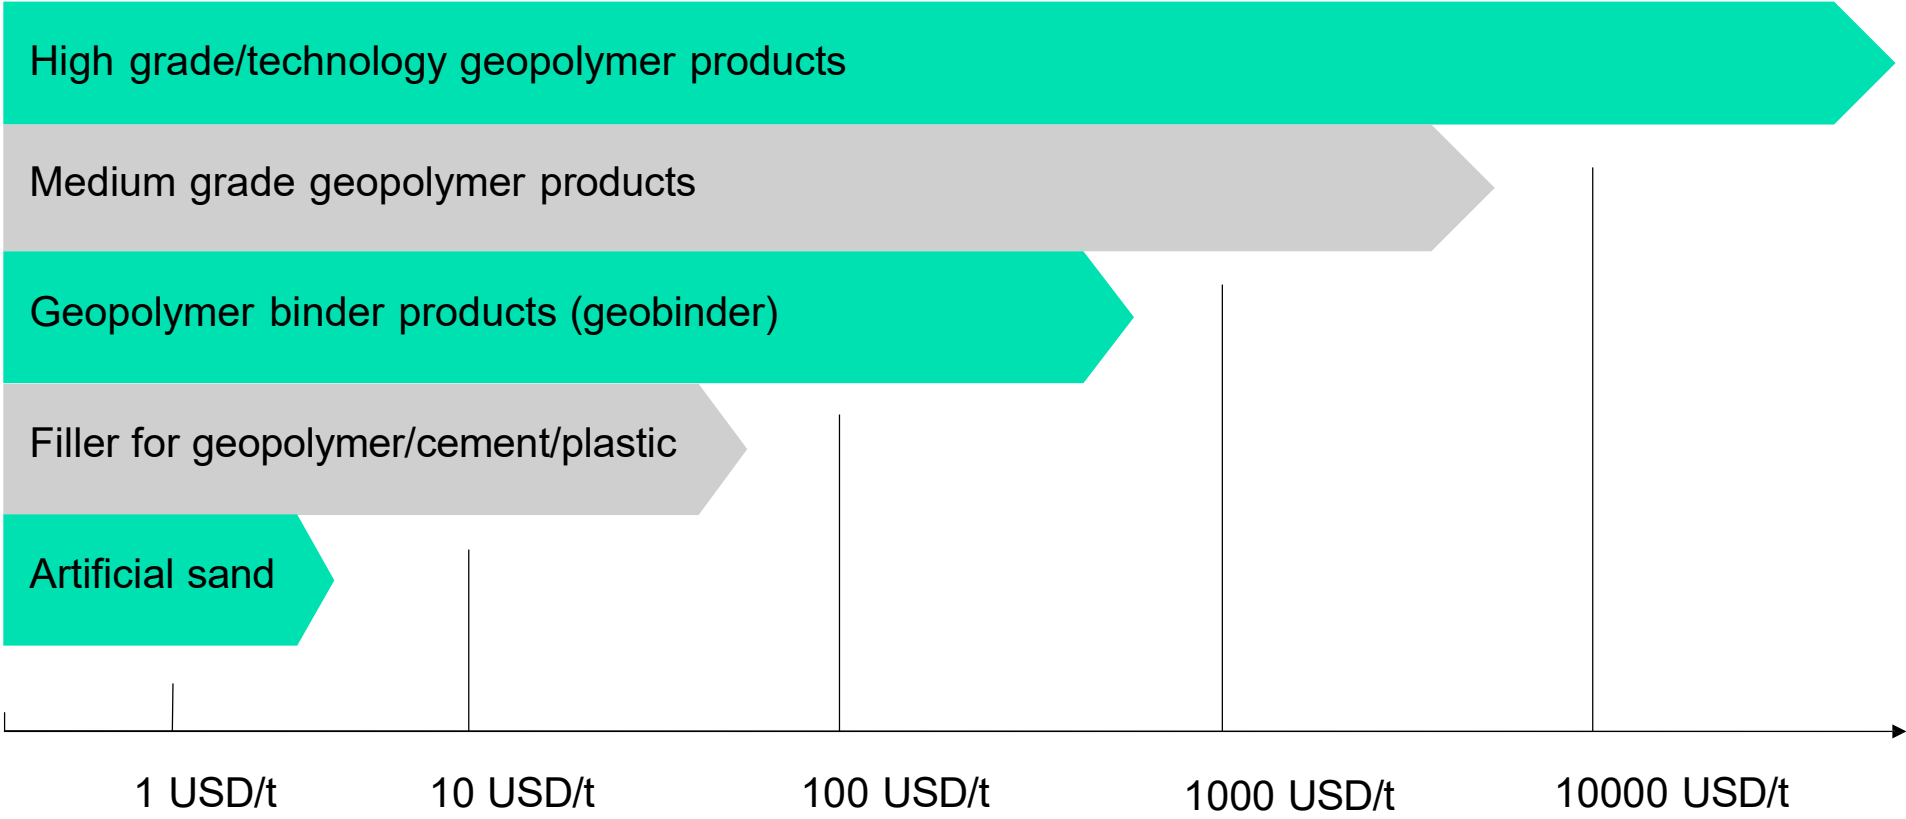 High grade/technology geopolymer products
Medium grade geopolymer products
Geopolymer binder products (geobinder)
Filler for geopolymer/cement/plastic
Artificial sand
1 USD/t
10 USD/t
100 USD/t
1000 USD/t
10000 USD/t